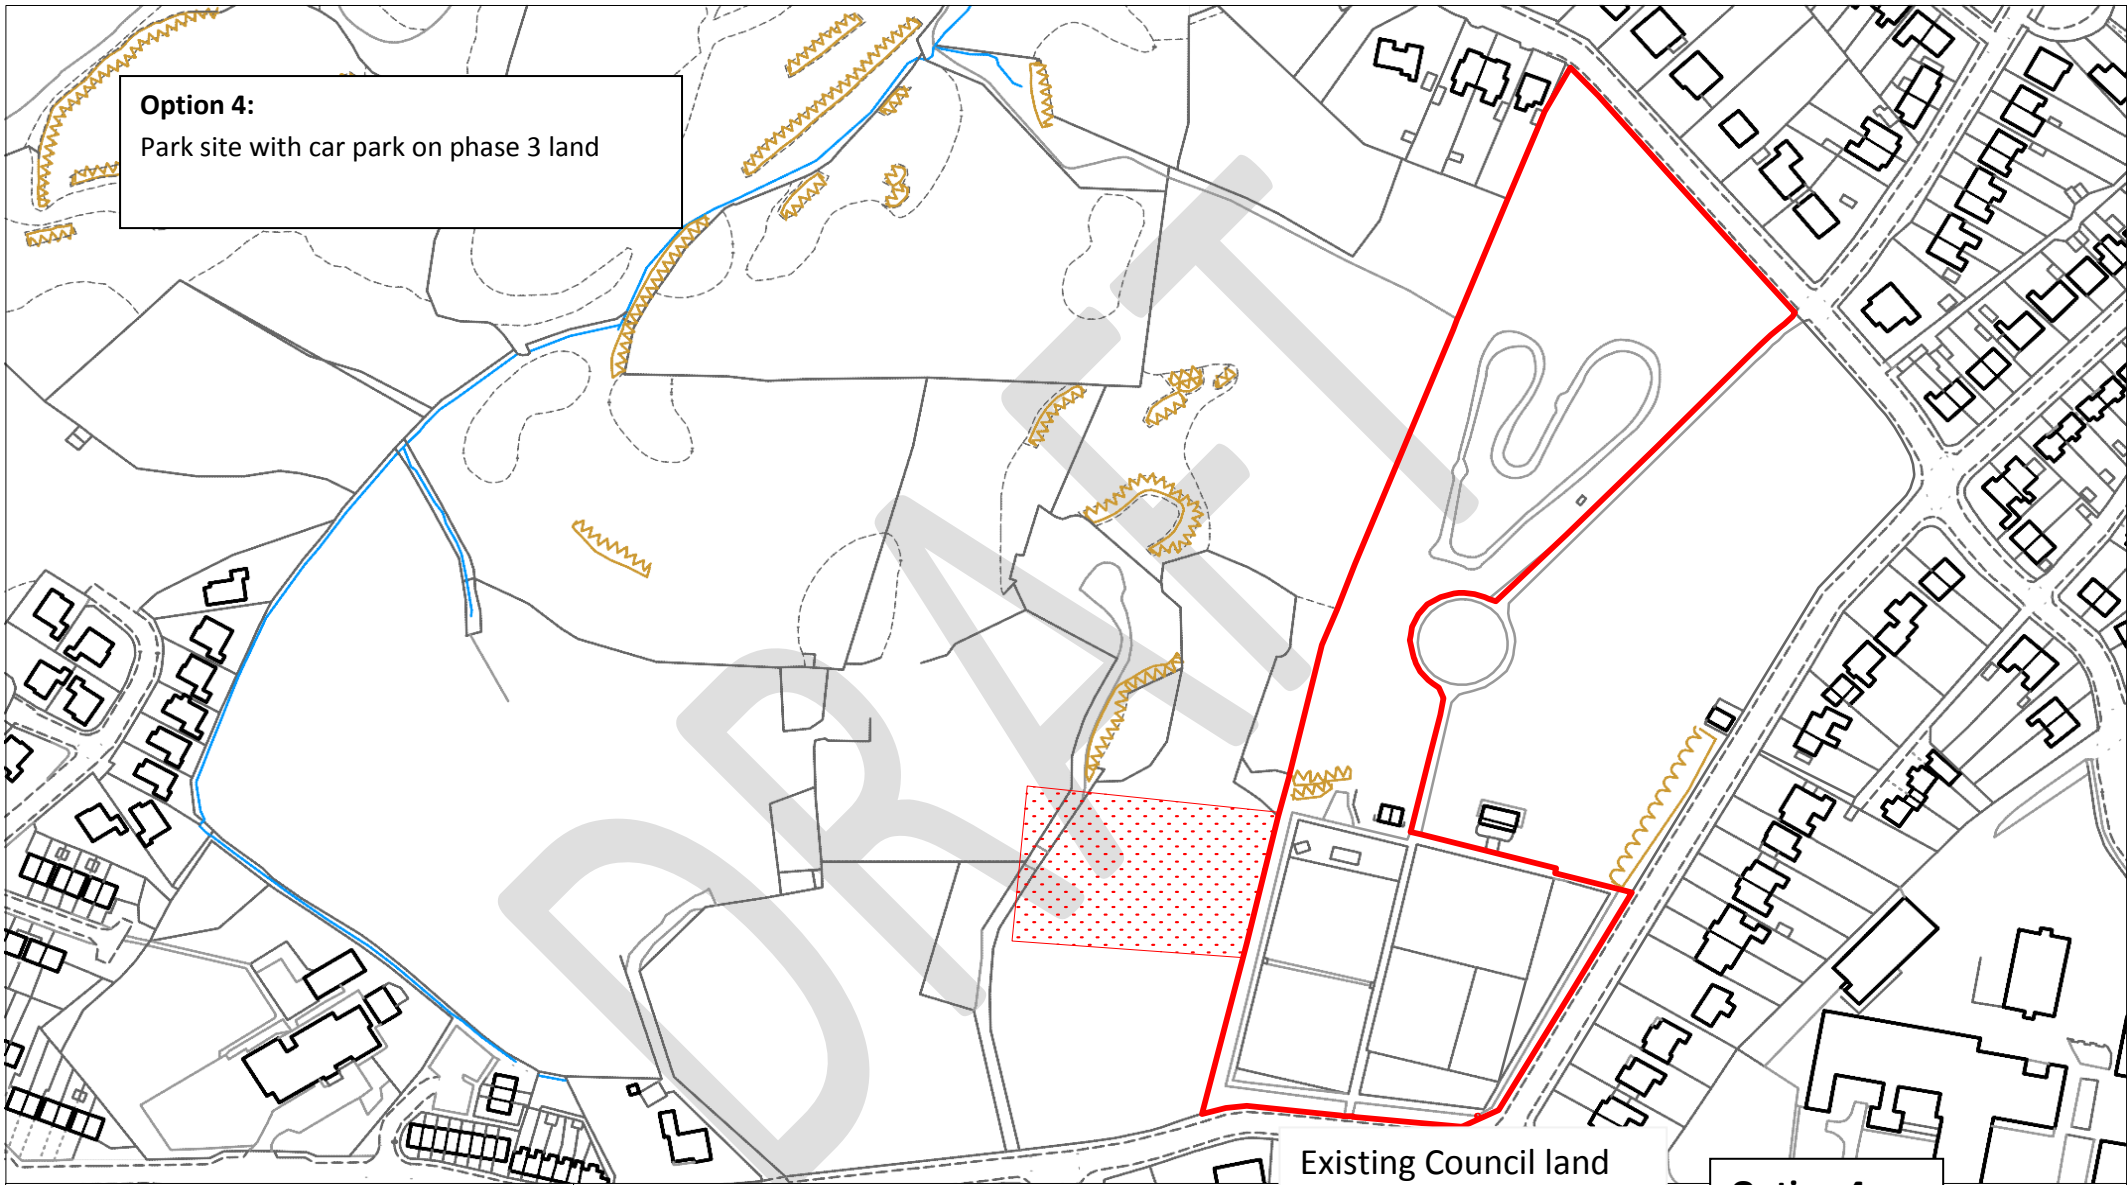 Option 4:
Park site with car park on phase 3 land
DRAFT
Existing Council land